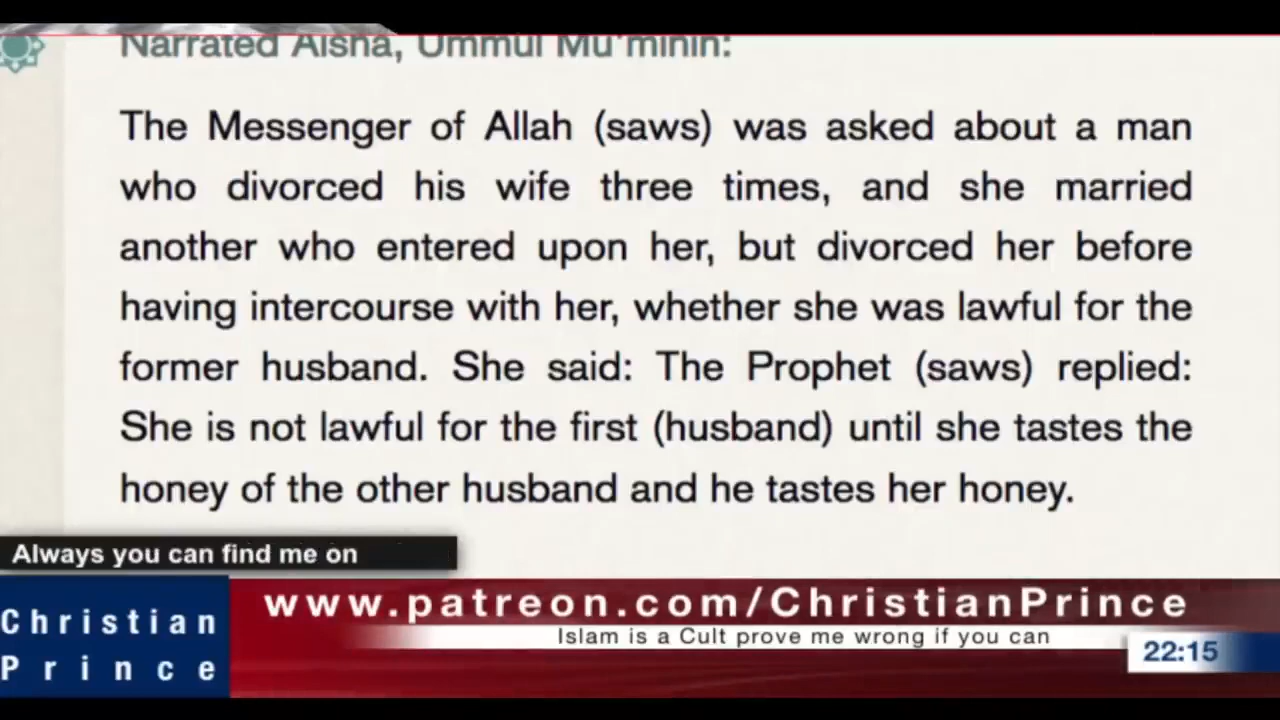 Narrated Aisha, Ummul Mu'minin:
The Messenger of Allah (saws) was asked about a man
who divorced his wife three times, and she married
another who entered upon her, but divorced her before
having intercourse with her, whether she was lawful for the
former husband. She said: The Prophet (saws) replied:
She is not lawful for the first (husband) until she tastes the
honey of the other husband and he tastes her honey.
Always you can find me on
Christian
Prince
www.patreon.com/ChristianPrince
Islam is a Cult prove me wrong if you can
22:15